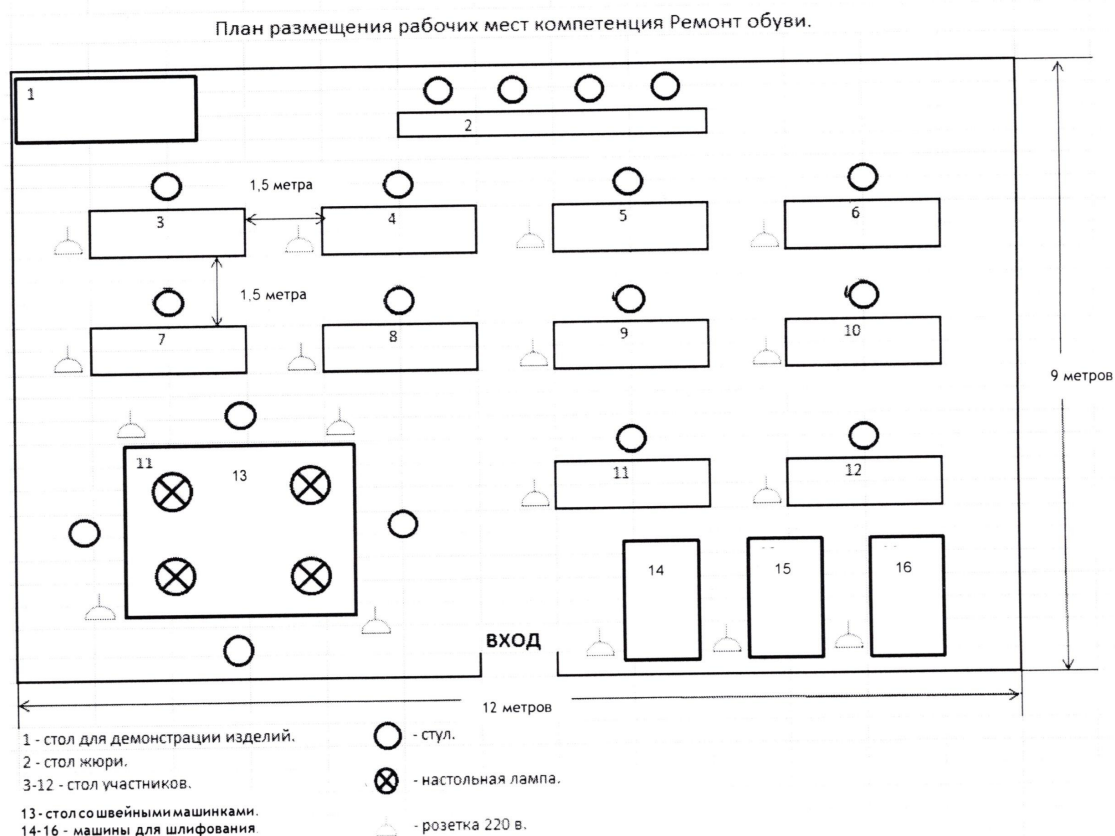 План размещения рабочих мест компетенция Ремонт обуви.
1
2
1,5 метра
3
4
5
6
1,5 метра
7
8
9
10
9 метров
11
13
11
12
14
15
16
ВХОД
12 метров
1 - стол для демонстрации изделий.
2 - стол жюри.
3-12 - стол участников.
13- стол со швейными машинками.
14-16 - машины для шлифования.
- стул.
- настольная лампа.
- розетка 220 в.